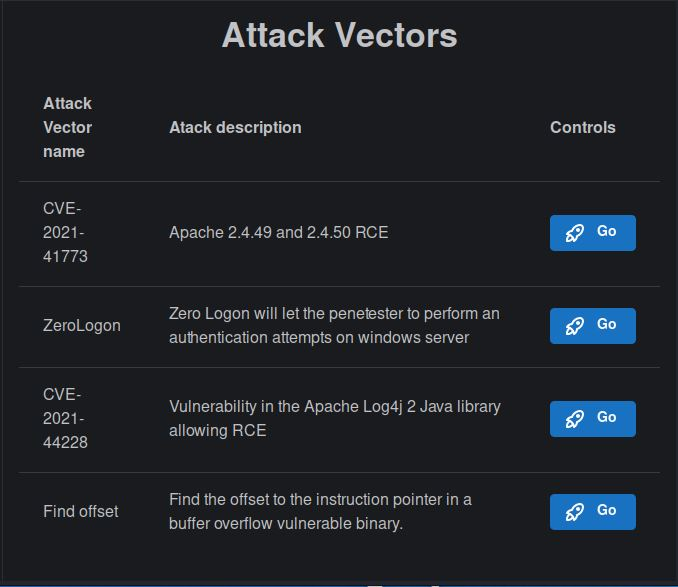 Attack Vectors
Attack
Vector
name
Atack description
Controls
CVE-
2021-
41773
Apache 2.4.49 and 2.4.50 RCE
Go
ZeroLogon
Zero Logon will let the penetester to perform an
authentication attempts on windows server
Go
CVE-
2021-
44228
Vulnerability in the Apache Log4j 2 Java library
allowing RCE
Go
Find offset
Find the offset to the instruction pointer in a
buffer overflow vulnerable binary.
Go